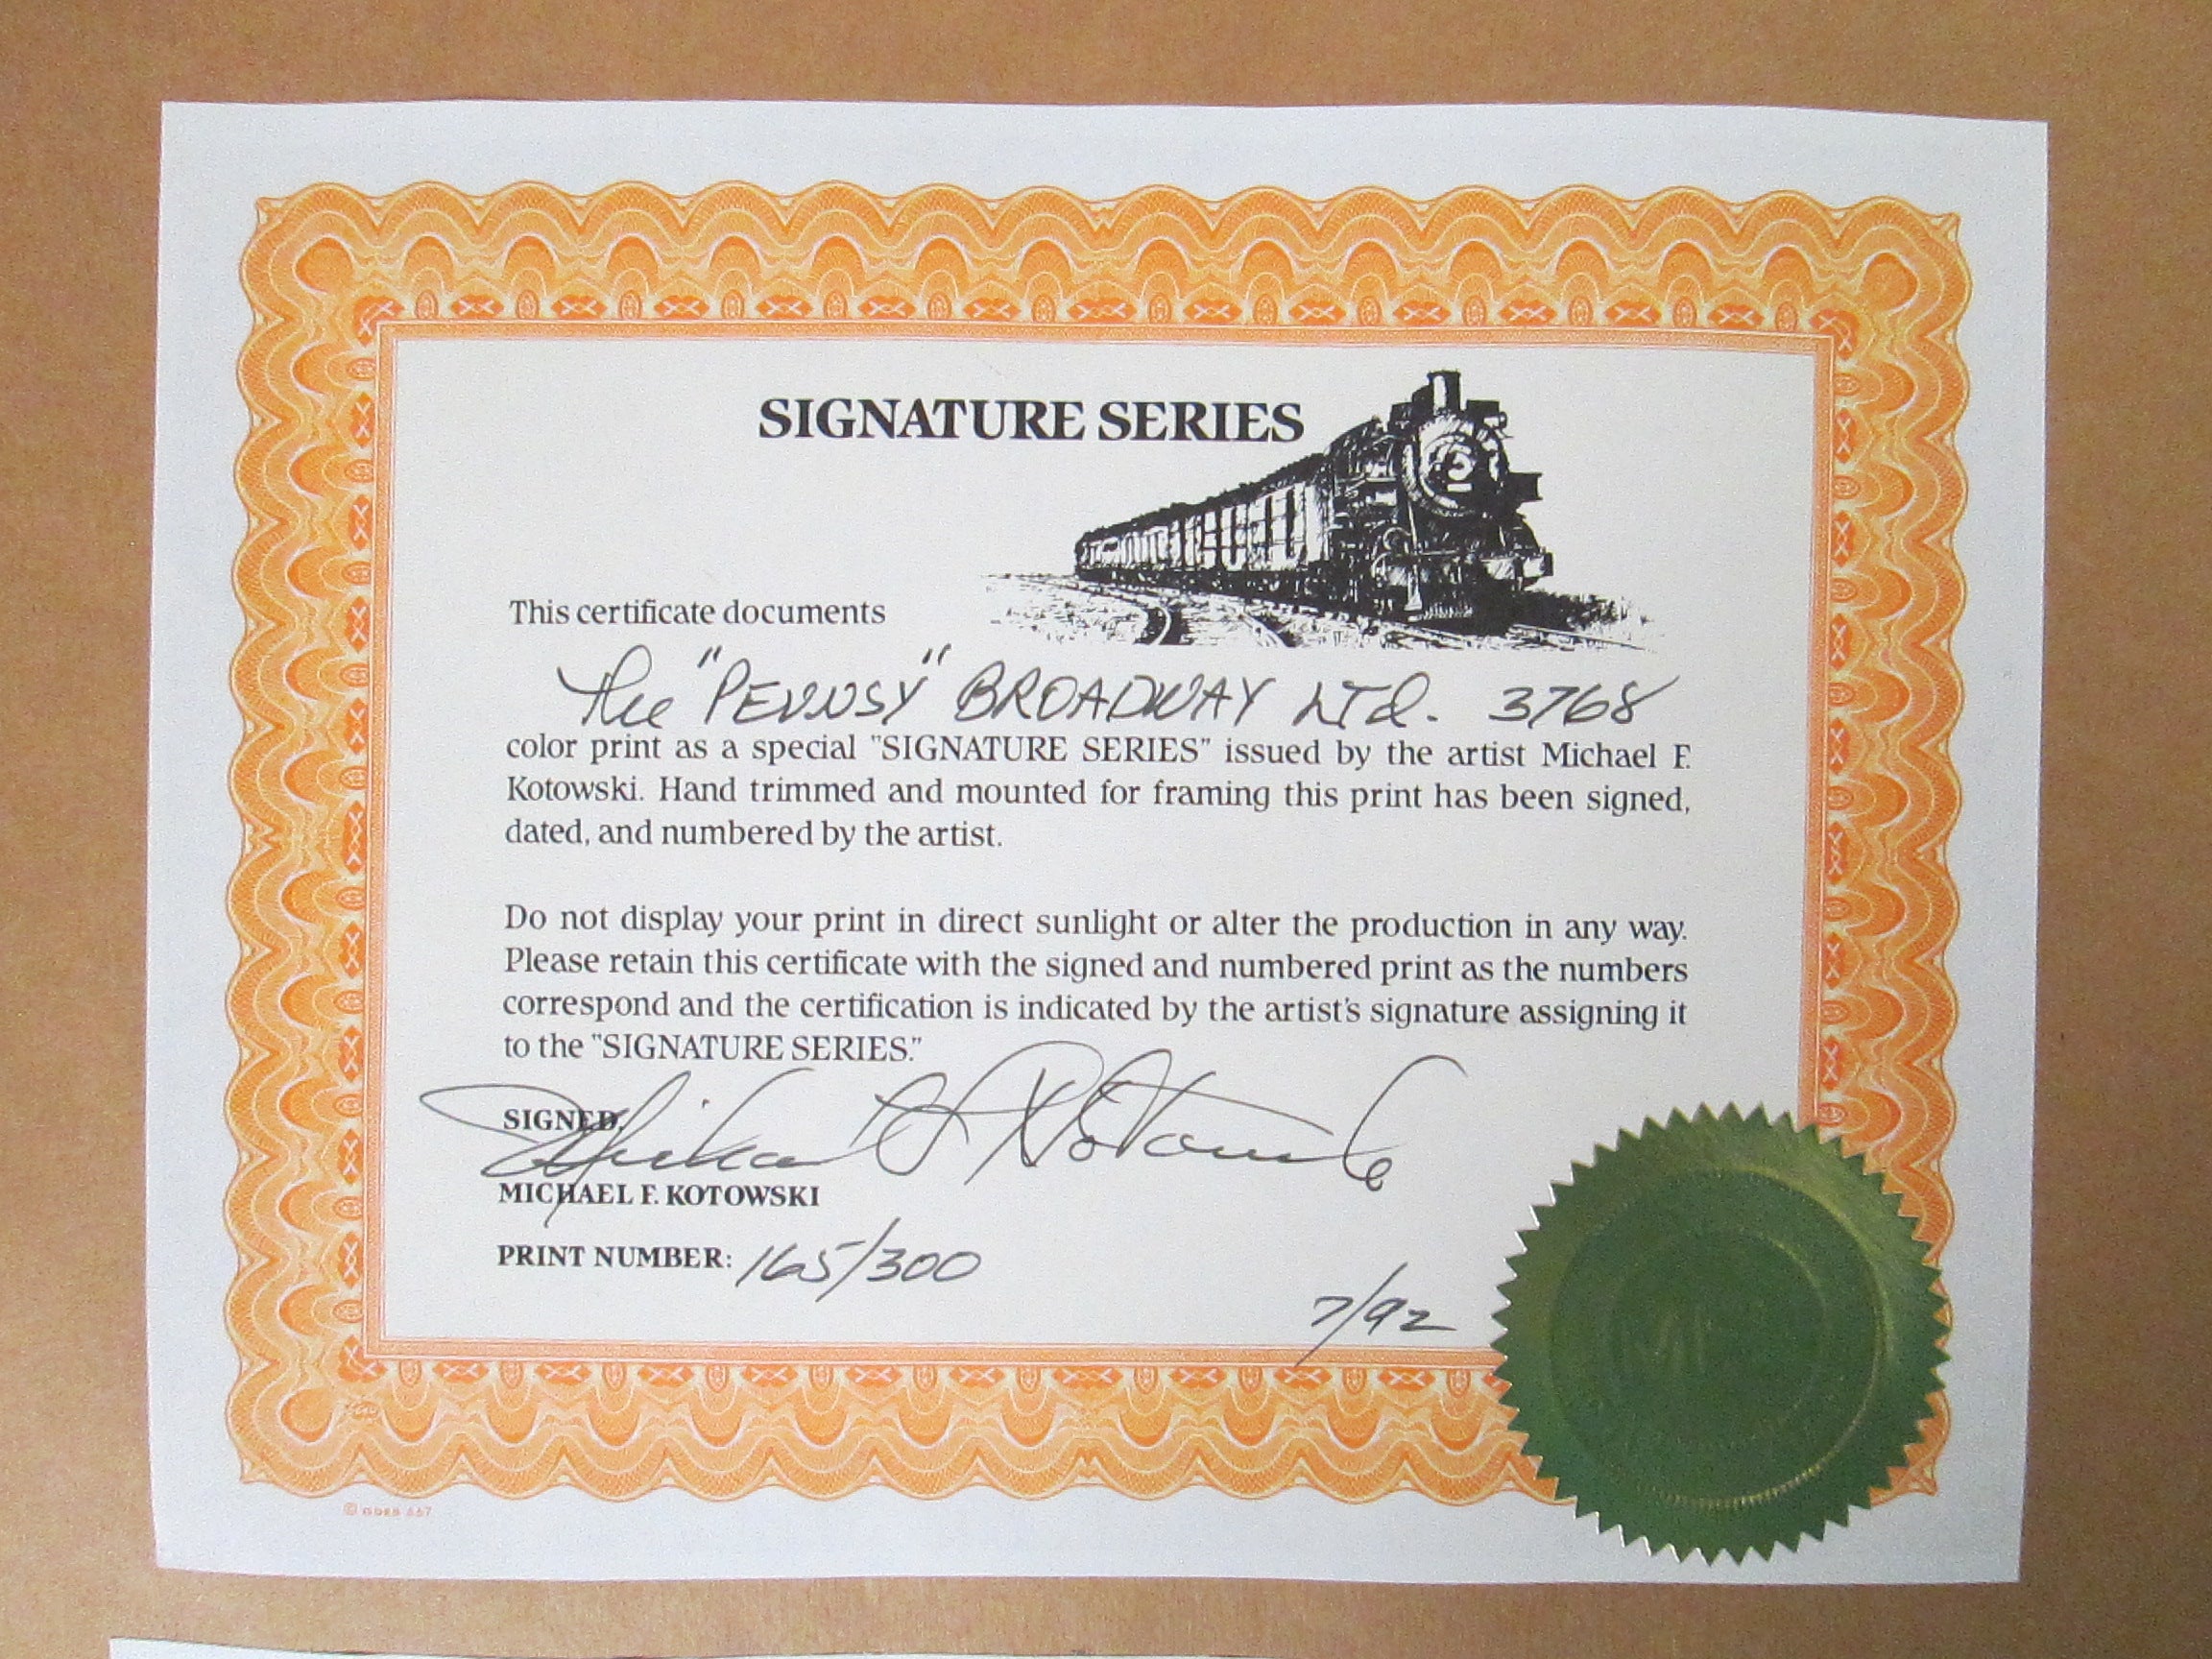 SIGNATURE SERIES
This certificate documents
The "PENNSY" BROADWAY LTD. 3768
color print as a special "SIGNATURE SERIES" issued by the artist Michael F.
Kotowski. Hand trimmed and mounted for framing this print has been signed,
dated, and numbered by the artist.
Do not display your print in direct sunlight or alter the production in any way.
Please retain this certificate with the signed and numbered print as the numbers
correspond and the certification is indicated by the artist's signature assigning it
to the "SIGNATURE SERIES."
SIGNED,
Michael F Kotowski
MICHAEL F. KOTOWSKI
PRINT NUMBER: 165/300
7/92
© GOES 667